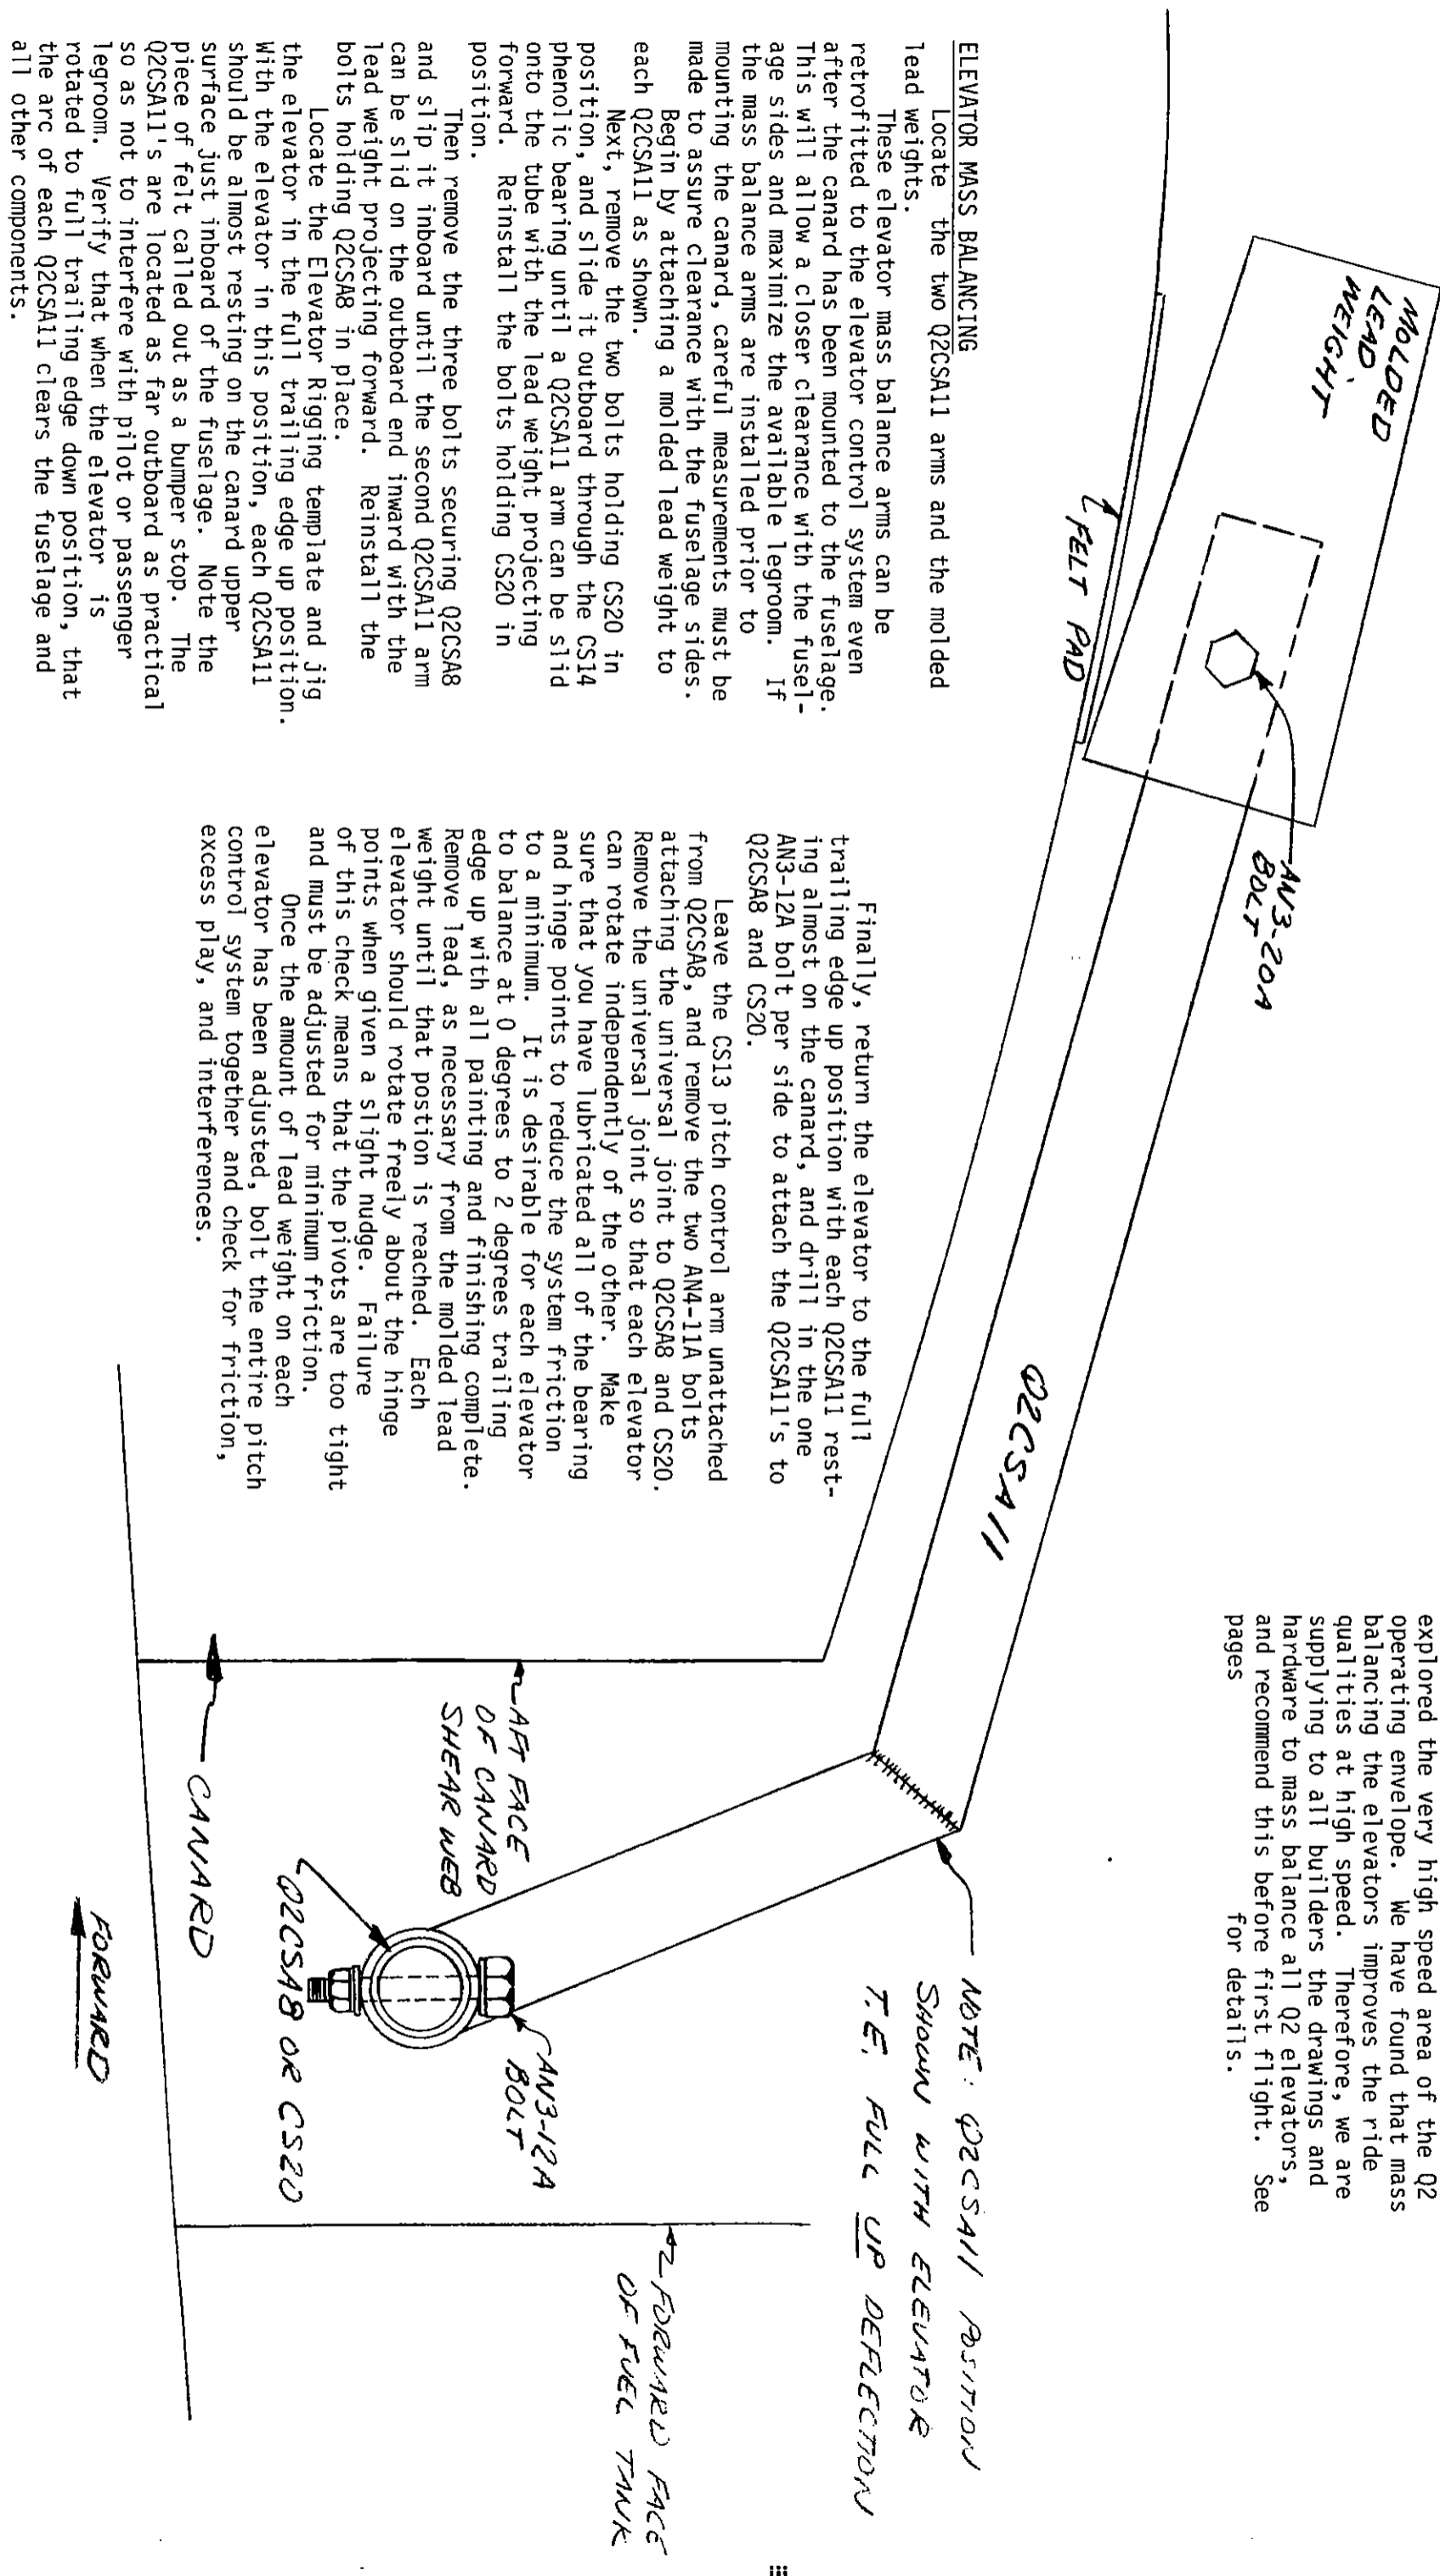 explored the very high speed area of the Q2
operating envelope. We have found that mass
balancing the elevators improves the ride
qualities at high speed. Therefore, we are
supplying to all builders the drawings and
hardware to mass balance all Q2 elevators,
and recommend this before first flight. See
pages for details.
MOLDED
LEAD
WEIGHT
AN3-20A
BOLT
FELT PAD
Q2CSA11
NOTE: Q2CSA11 POSITION
SHOWN WITH ELEVATOR
T.E. FULL UP DEFLECTION
AFT FACE
OF CANARD
SHEAR WEB
AN3-12A
BOLT
FORWARD FACE
OF FUEL TANK
Q2CSA8 OR CS20
CANARD
FORWARD
ELEVATOR MASS BALANCING
Locate the two Q2CSA11 arms and the molded
lead weights.
These elevator mass balance arms can be
retrofitted to the elevator control system even
after the canard has been mounted to the fuselage.
This will allow a closer clearance with the fusel-
age sides and maximize the available legroom. If
the mass balance arms are installed prior to
mounting the canard, careful measurements must be
made to assure clearance with the fuselage sides.
Begin by attaching a molded lead weight to
each Q2CSA11 as shown.
Next, remove the two bolts holding CS20 in
position, and slide it outboard through the CS14
phenolic bearing until a Q2CSA11 arm can be slid
onto the tube with the lead weight projecting
forward. Reinstall the bolts holding CS20 in
position.
Then remove the three bolts securing Q2CSA8
and slip it inboard until the second Q2CSA11 arm
can be slid on the outboard end inward with the
lead weight projecting forward. Reinstall the
bolts holding Q2CSA8 in place.
Locate the Elevator Rigging template and jig
the elevator in the full trailing edge up position.
With the elevator in this position, each Q2CSA11
should be almost resting on the canard upper
surface just inboard of the fuselage. Note the
piece of felt called out as a bumper stop. The
Q2CSA11's are located as far outboard as practical
so as not to interfere with pilot or passenger
legroom. Verify that when the elevator is
rotated to full trailing edge down position, that
the arc of each Q2CSA11 clears the fuselage and
all other components.
Finally, return the elevator to the full
trailing edge up position with each Q2CSA11 rest-
ing almost on the canard, and drill in the one
AN3-12A bolt per side to attach the Q2CSA11's to
Q2CSA8 and CS20.
Leave the CS13 pitch control arm unattached
from Q2CSA8, and remove the two AN4-11A bolts
attaching the universal joint to Q2CSA8 and CS20.
Remove the universal joint so that each elevator
can rotate independently of the other. Make
sure that you have lubricated all of the bearing
and hinge points to reduce the system friction
to a minimum. It is desirable for each elevator
to balance at 0 degrees to 2 degrees trailing
edge up with all painting and finishing complete.
Remove lead, as necessary from the molded lead
weight until that postion is reached. Each
elevator should rotate freely about the hinge
points when given a slight nudge. Failure
of this check means that the pivots are too tight
and must be adjusted for minimum friction.
Once the amount of lead weight on each
elevator has been adjusted, bolt the entire pitch
control system together and check for friction,
excess play, and interferences.